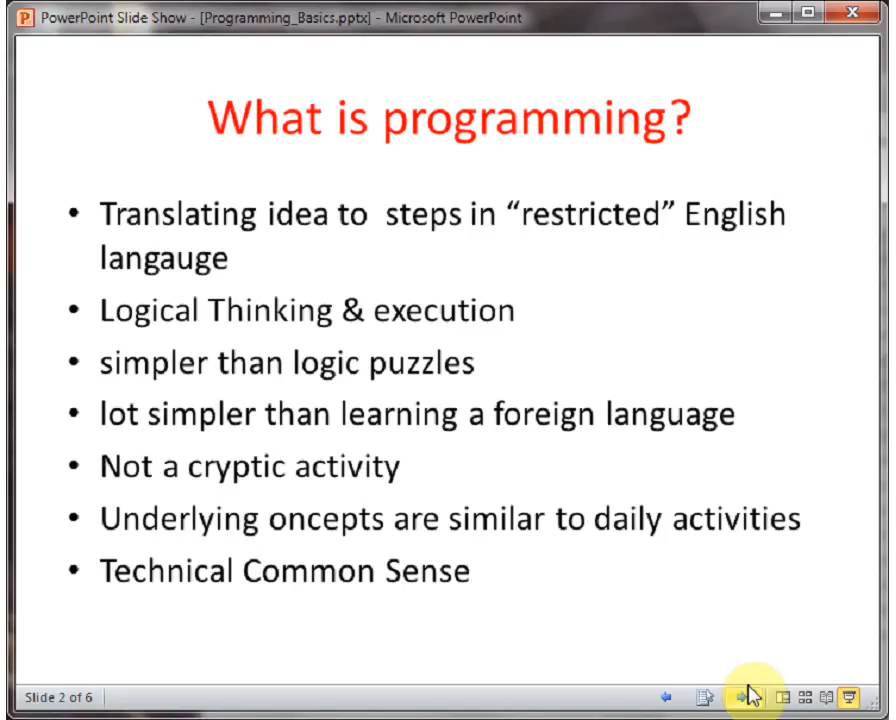 PowerPoint Slide Show - [Programming_Basics.pptx] - Microsoft PowerPoint
What is programming?
• Translating idea to  steps in “restricted” English
langauge
• Logical Thinking & execution
• simpler than logic puzzles
• lot simpler than learning a foreign language
• Not a cryptic activity
• Underlying oncepts are similar to daily activities
• Technical Common Sense
Slide 2 of 6